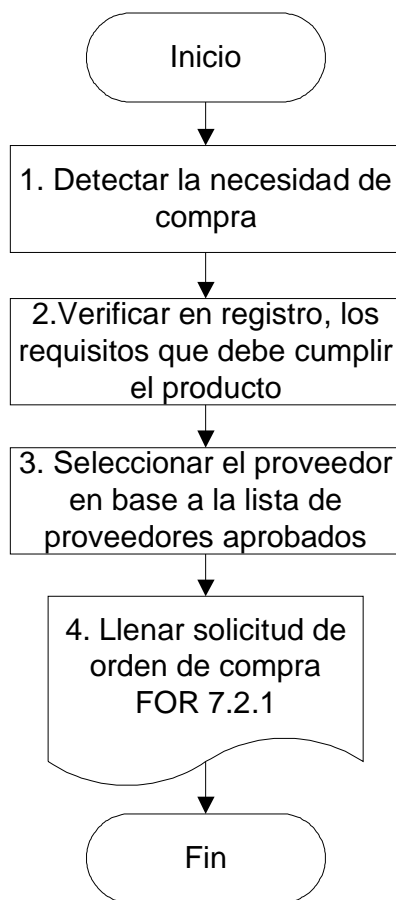 Inicio
1. Detectar la necesidad de
compra
2.Verificar en registro, los
requisitos que debe cumplir
el producto
3. Seleccionar el proveedor
en base a la lista de
proveedores aprobados
4. Llenar solicitud de
orden de compra
FOR 7.2.1
Fin